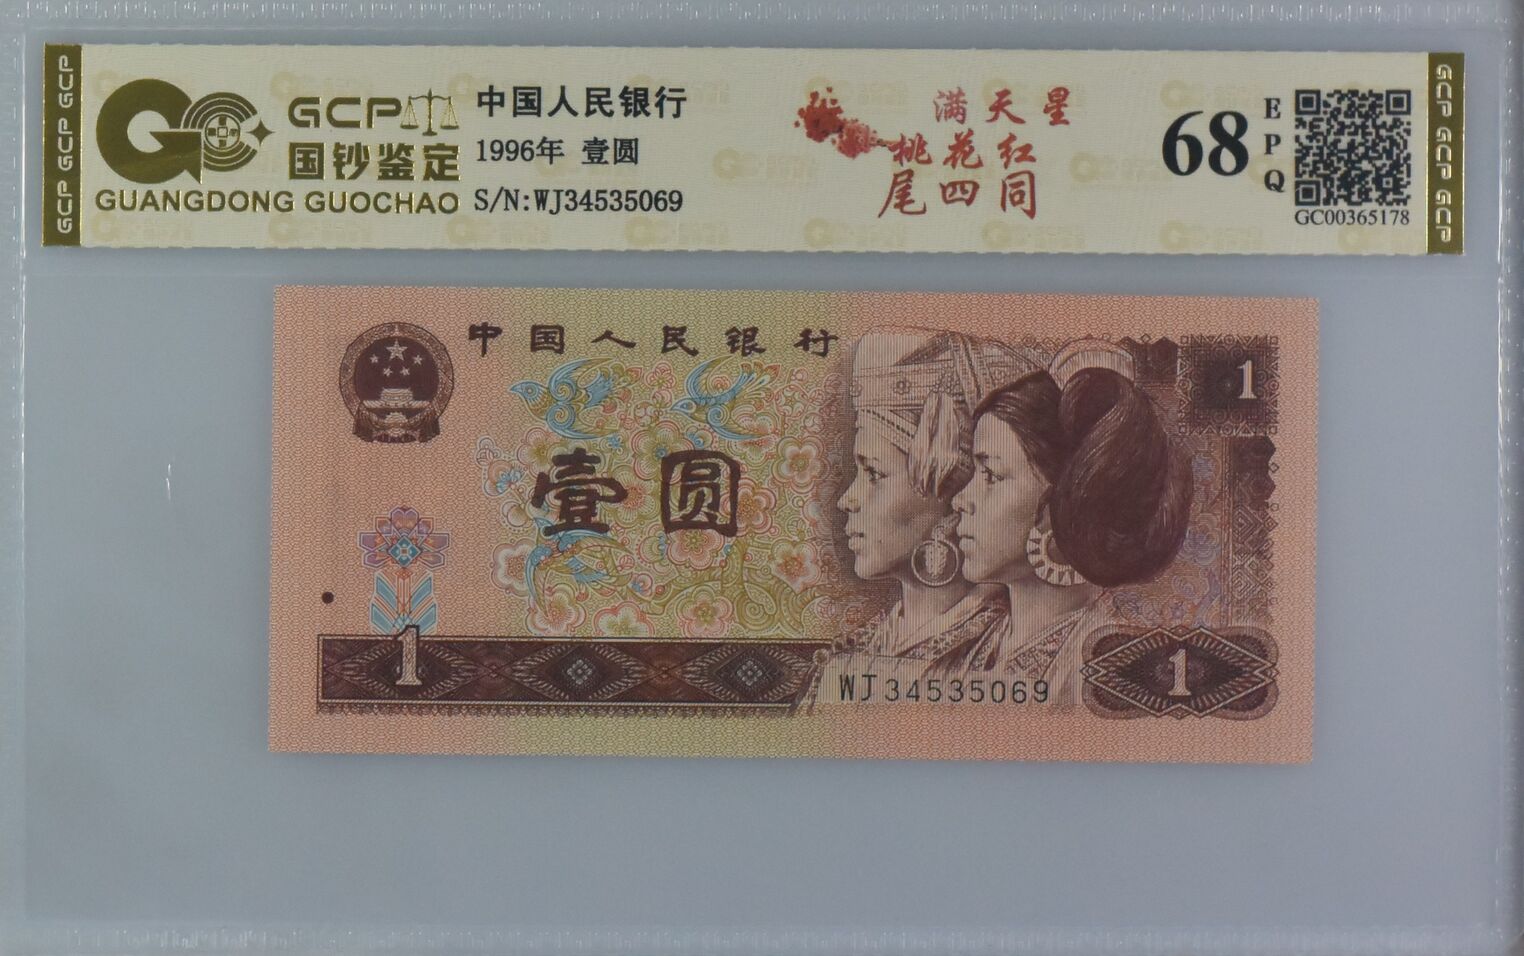 GCP GCP GCP
GCP
国钞鉴定
GUANGDONG GUOCHAO
中国人民银行
1996年 壹圆
S/N:WJ34535069
满天星
桃花红
尾四同
68
EPQ
GC00365178
GCP GCP GCP
中国人民银行
1
壹圆
1
WJ34535069
1